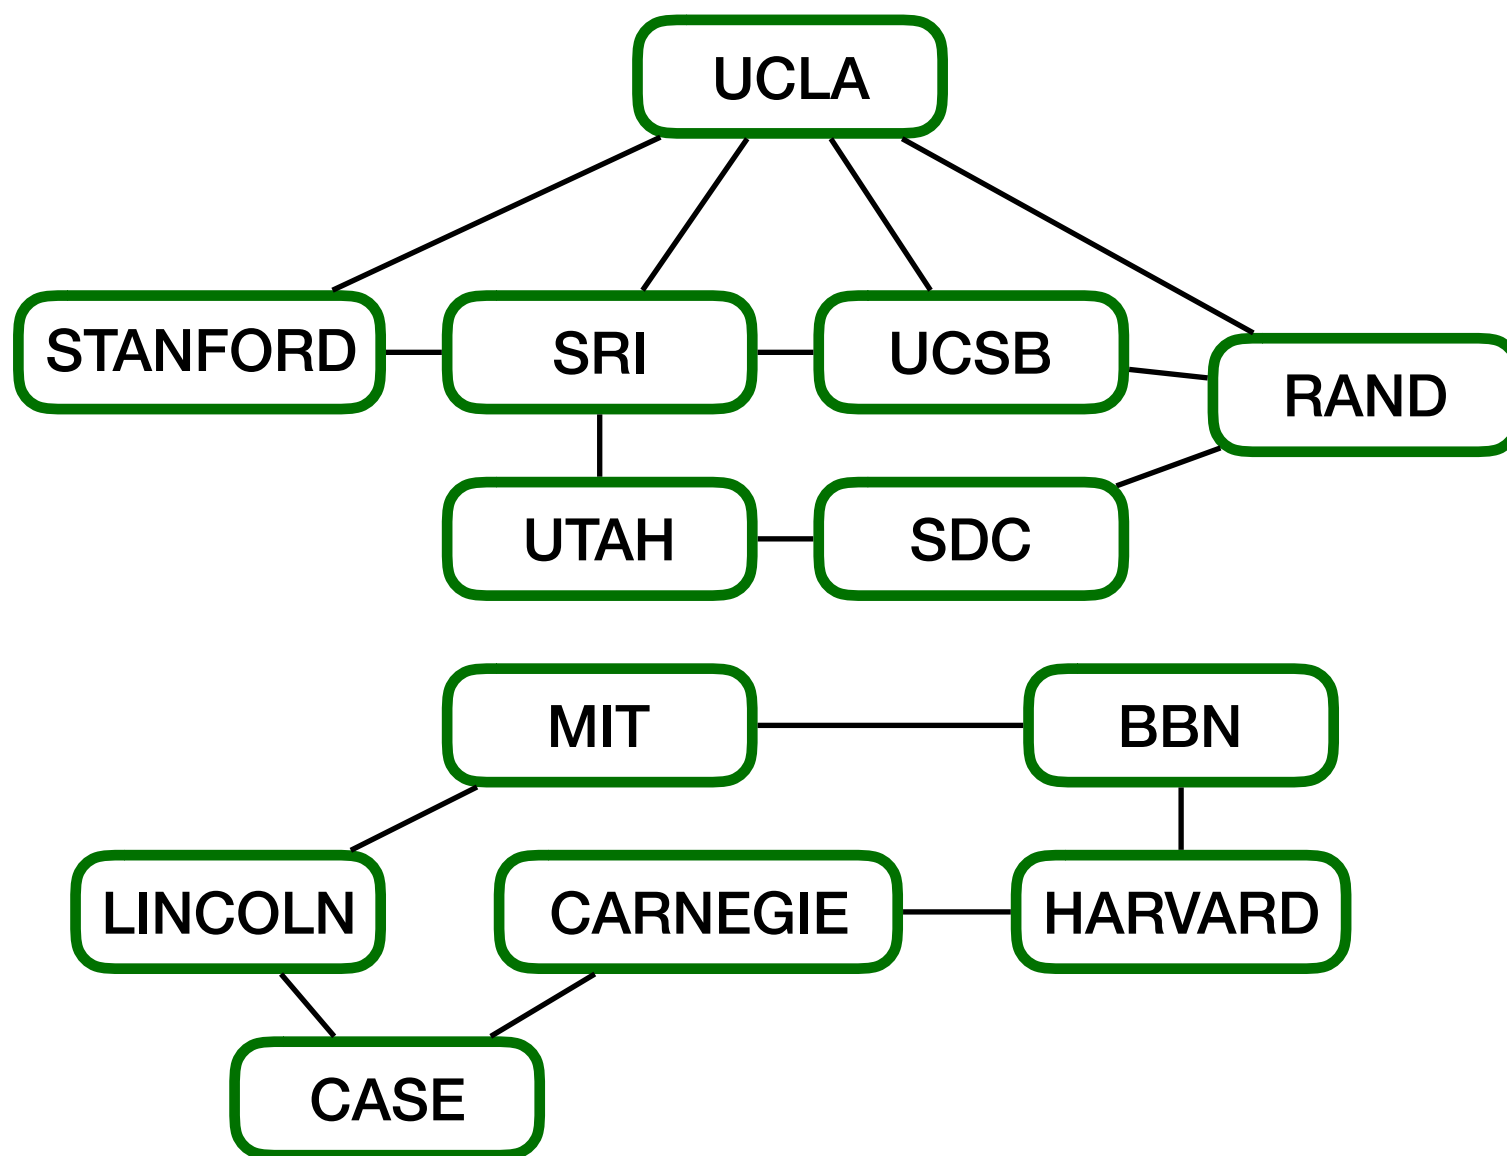 UCLA
STANFORD
SRI
UCSB
RAND
UTAH
SDC
MIT
BBN
LINCOLN
CARNEGIE
HARVARD
CASE